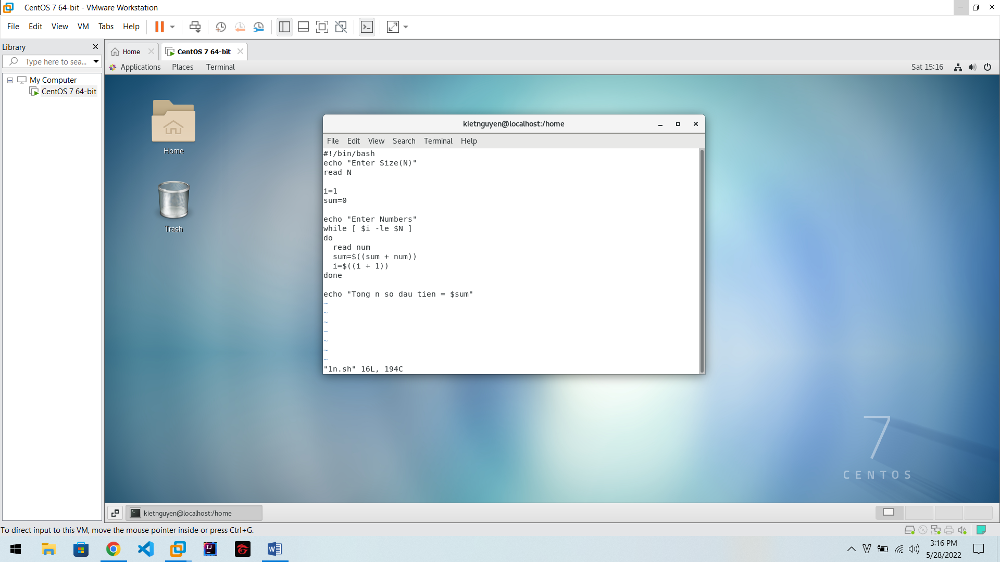 CentOS 7 64-bit - VMware Workstation
File Edit View VM Tabs Help
Library
Type here to sea...
My Computer
CentOS 7 64-bit
Home
CentOS 7 64-bit
Applications Places Terminal
Sat 15:16
Home
Trash
kietnguyen@localhost:/home
File Edit View Search Terminal Help
#!/bin/bash
echo "Enter Size(N)"
read N
i=1
sum=0
echo "Enter Numbers"
while [ $i -le $N ]
do
  read num
  sum=$((sum + num))
  i=$((i + 1))
done
echo "Tong n so dau tien = $sum"
~
~
~
~
~
~
~
"1n.sh" 16L, 194C
7
CENTOS
kietnguyen@localhost:/home
To direct input to this VM, move the mouse pointer inside or press Ctrl+G.
3:16 PM
5/28/2022